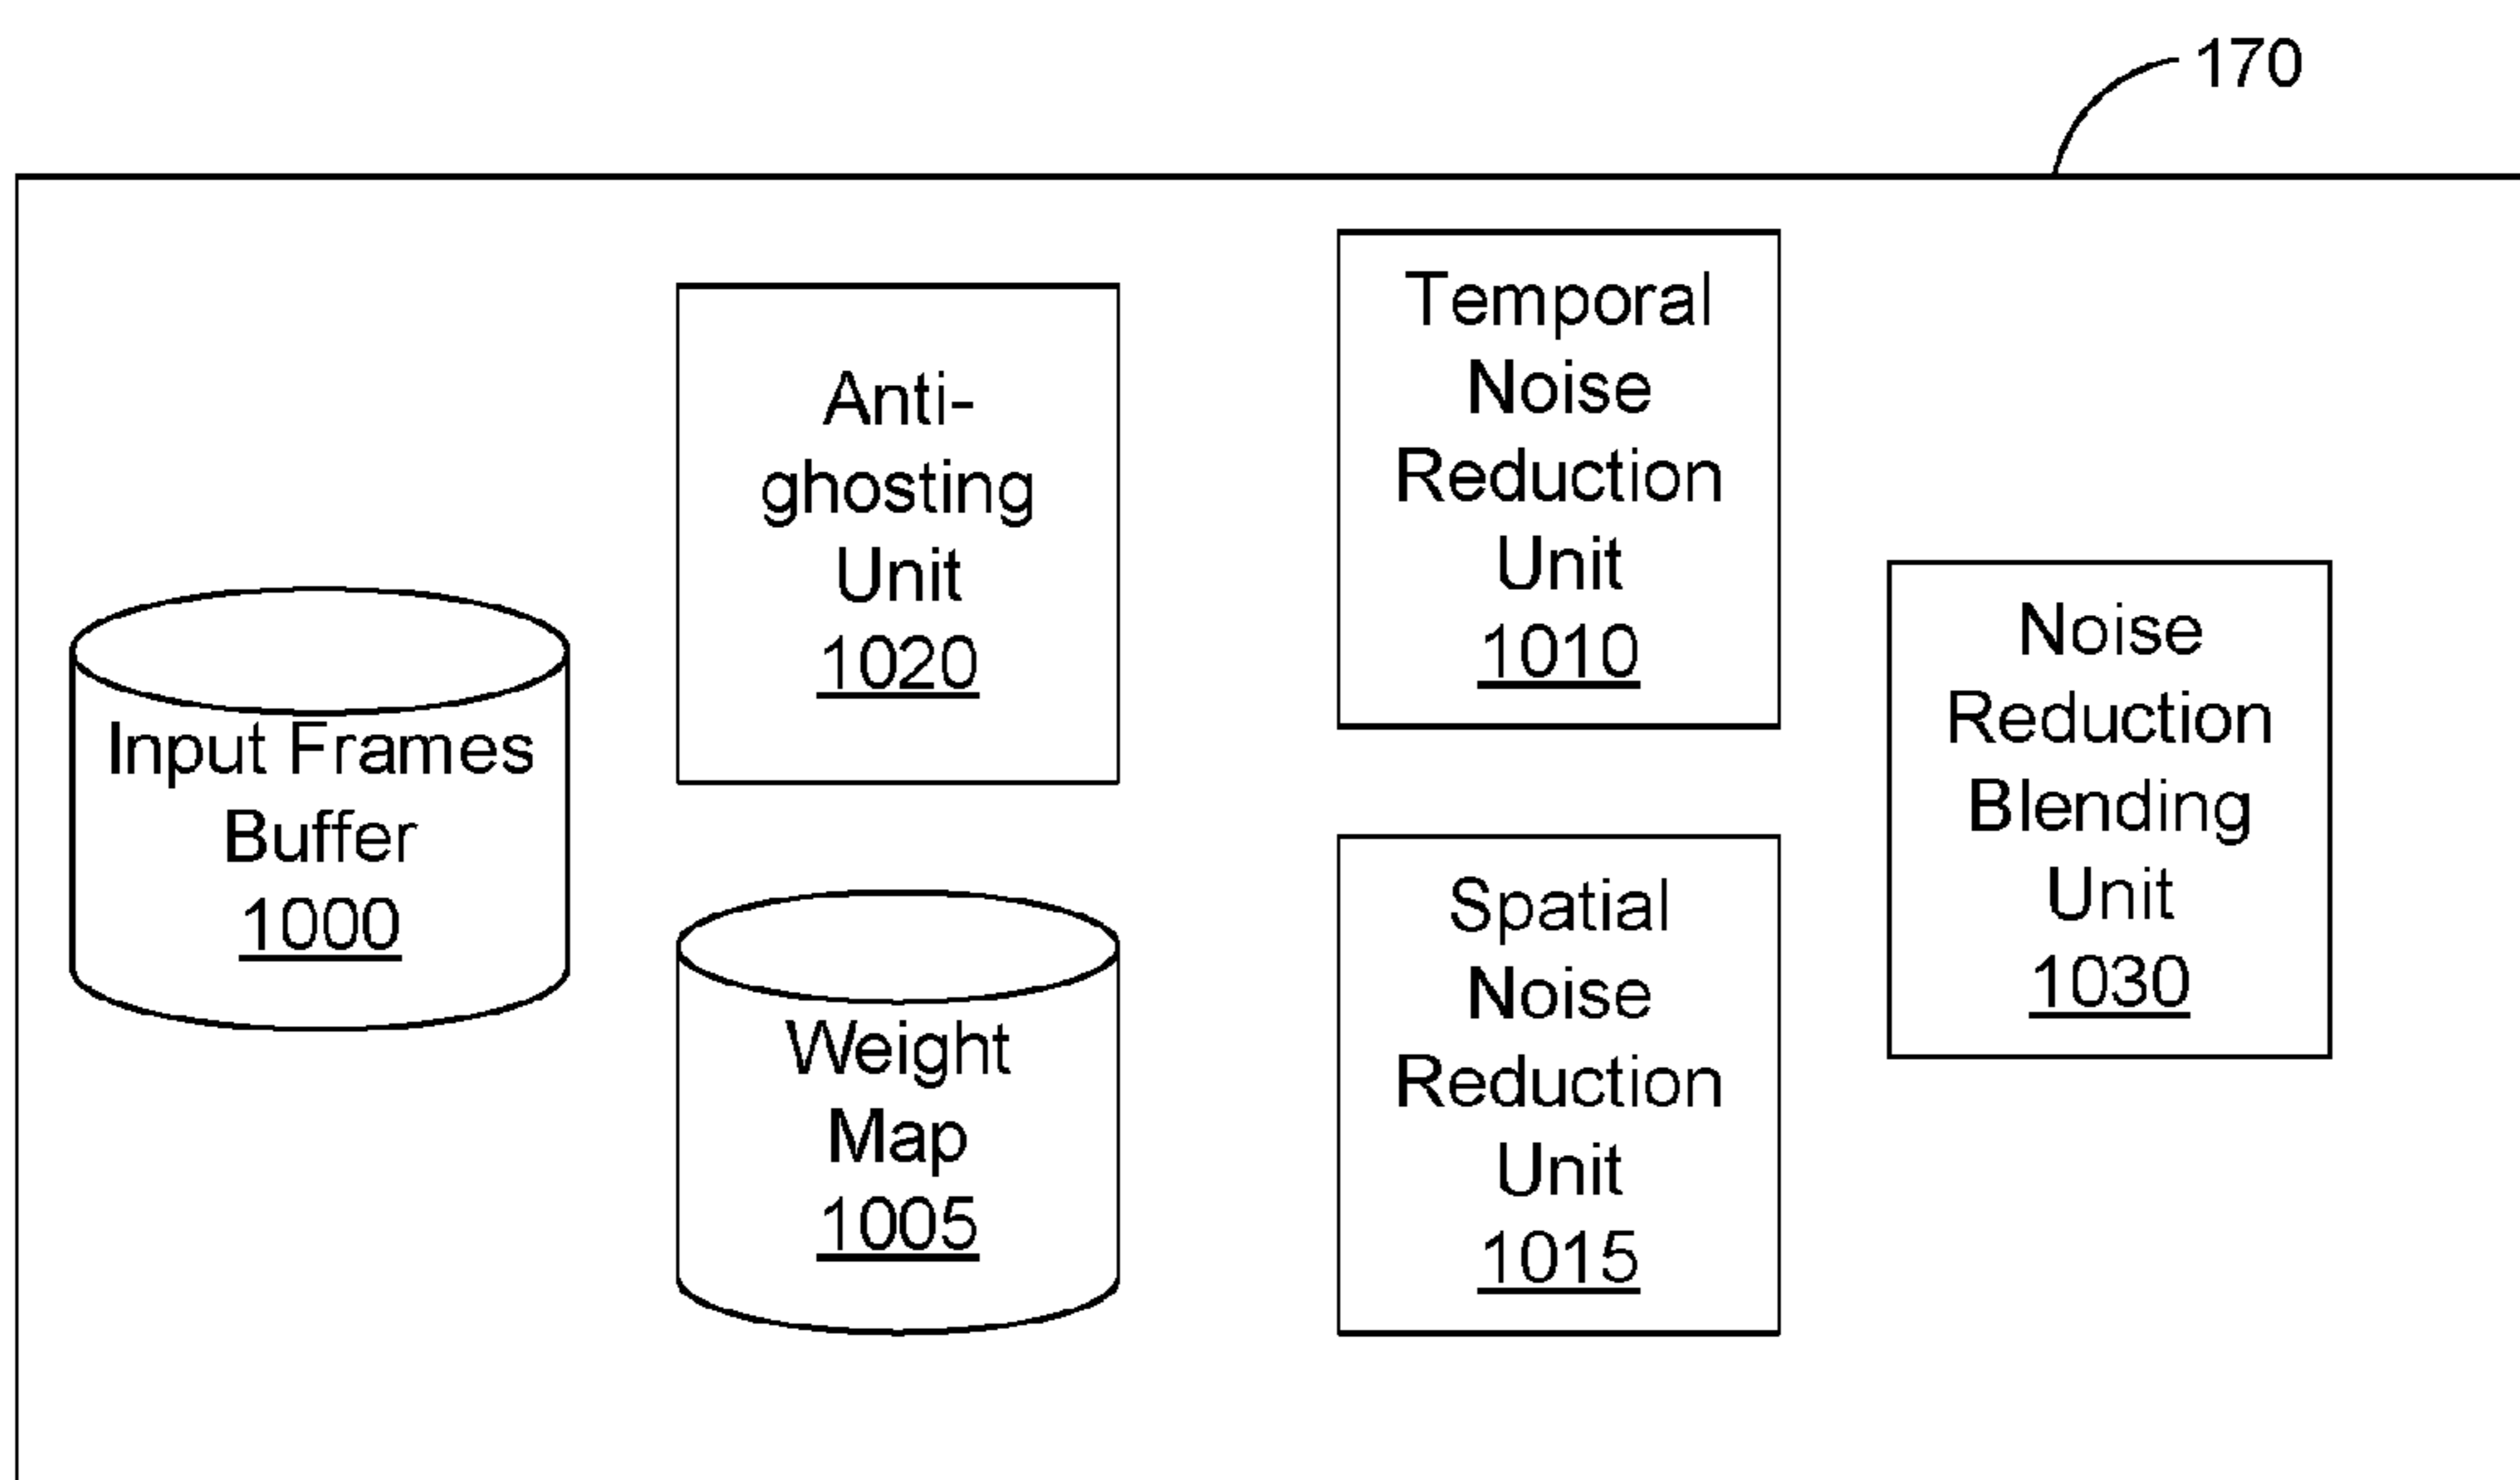 170
Input Frames
Buffer
1000
Anti-
ghosting
Unit
1020
Weight
Map
1005
Temporal
Noise
Reduction
Unit
1010
Spatial
Noise
Reduction
Unit
1015
Noise
Reduction
Blending
Unit
1030